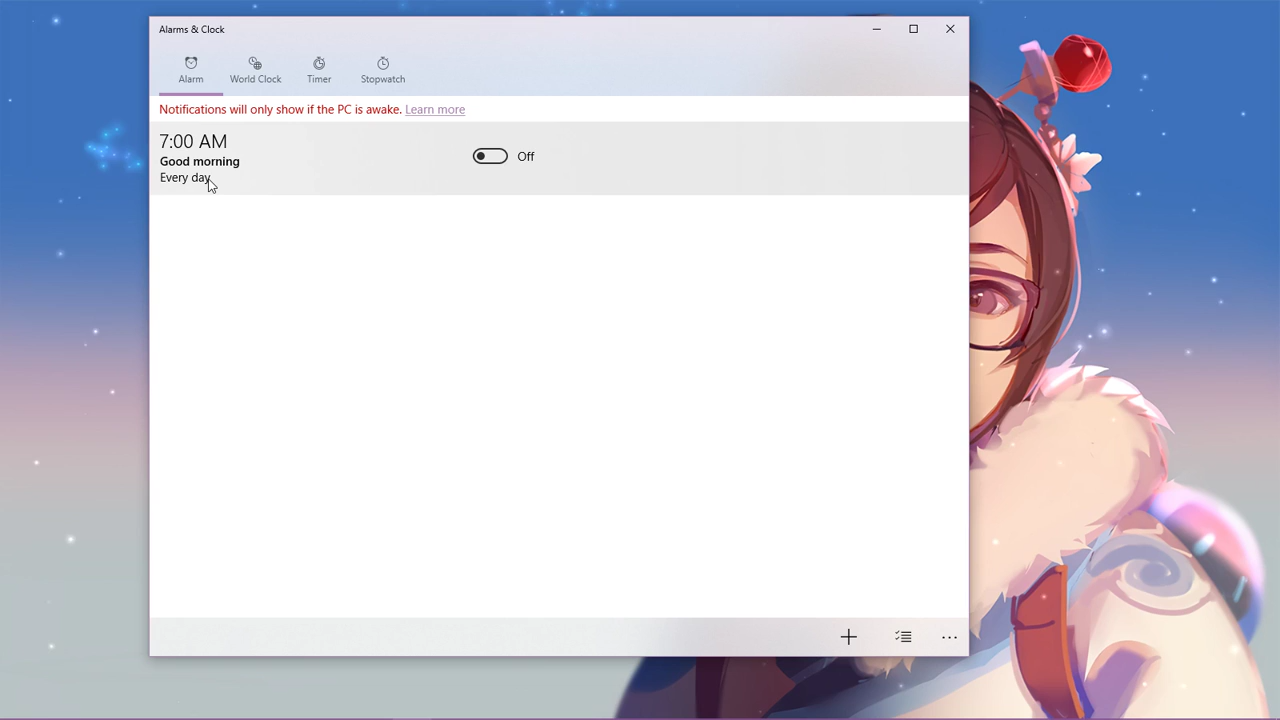 Alarms & Clock
Alarm World Clock Timer Stopwatch
Notifications will only show if the PC is awake. Learn more
7:00 AM
Good morning
Every day
Off